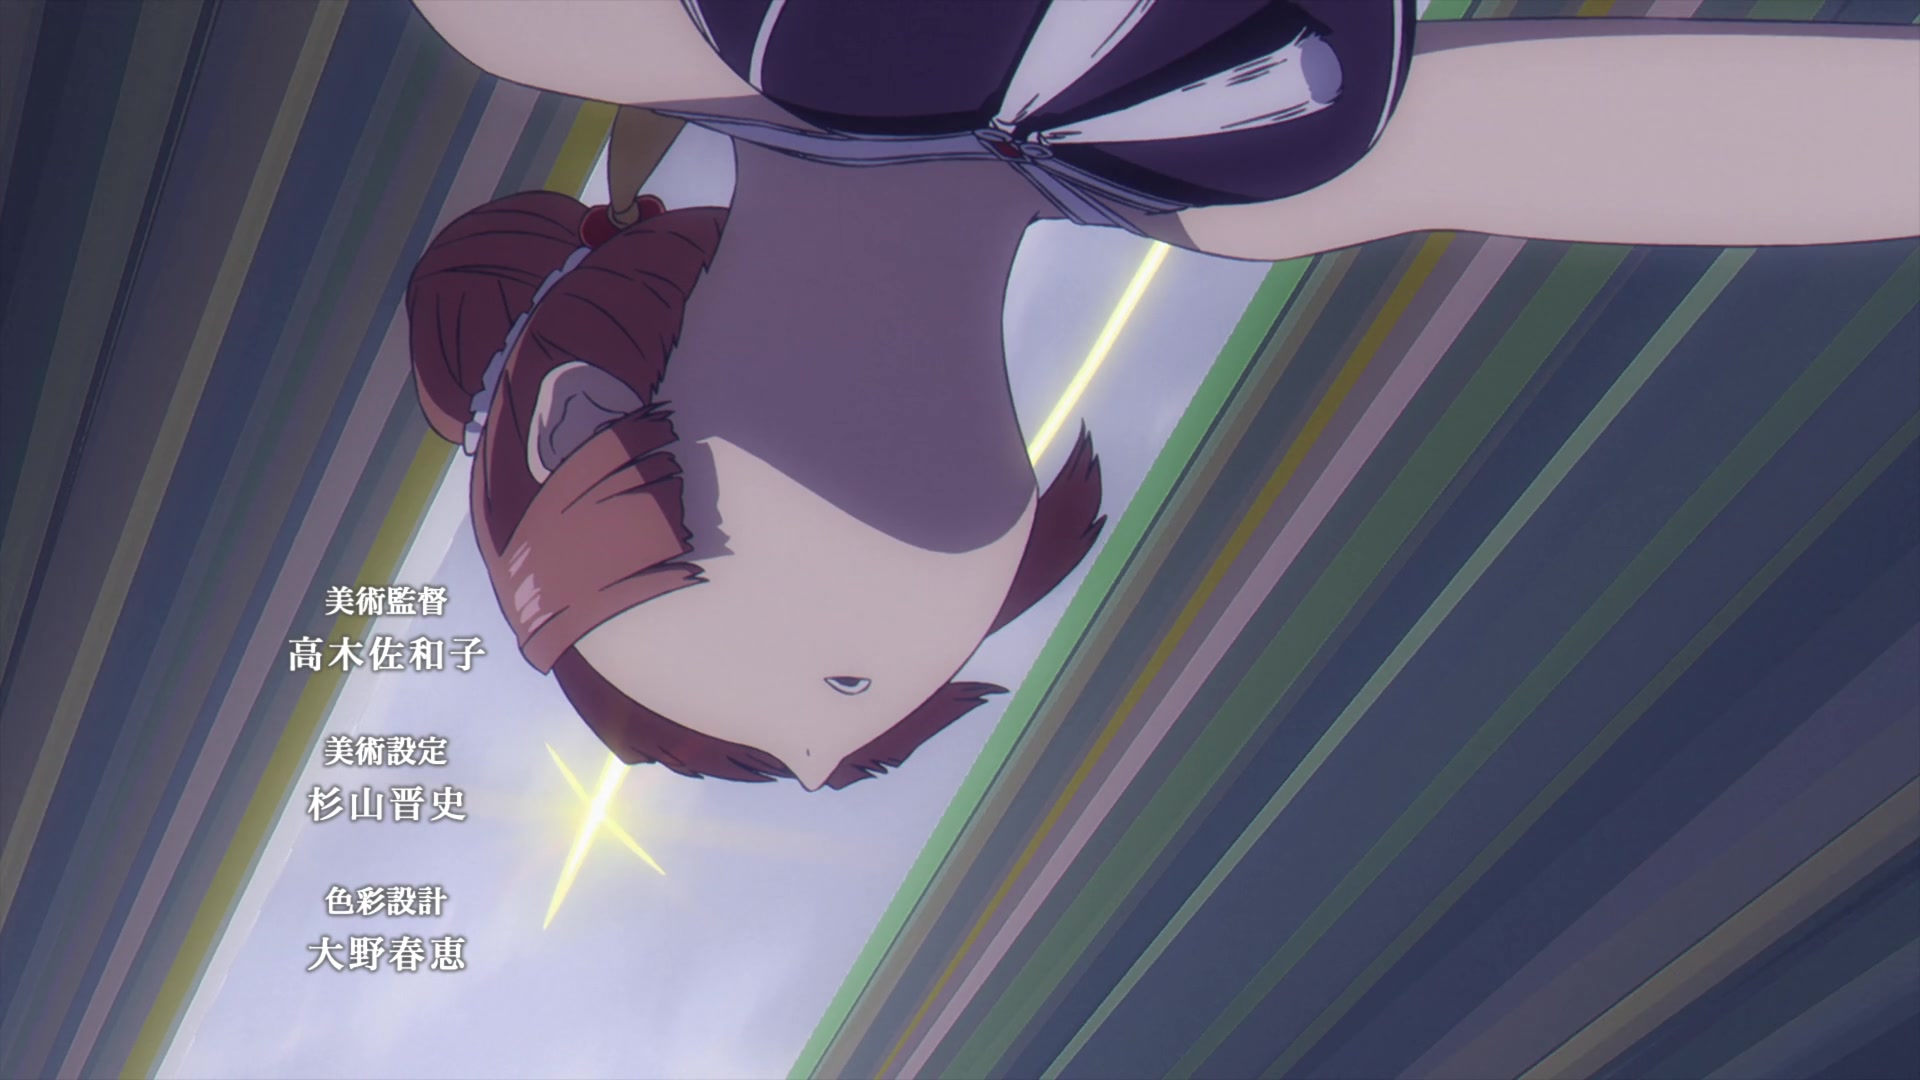 美術監督
高木佐和子
美術設定
杉山晋史
色彩設計
大野春恵